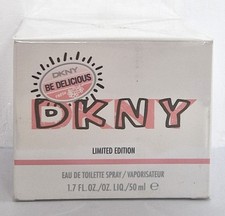 DKNY
BE DELICIOUS
DKNY
LIMITED EDITION
EAU DE TOILETTE SPRAY / VAPORISATEUR
1.7 FL.OZ./OZ. LIQ./50 ml e